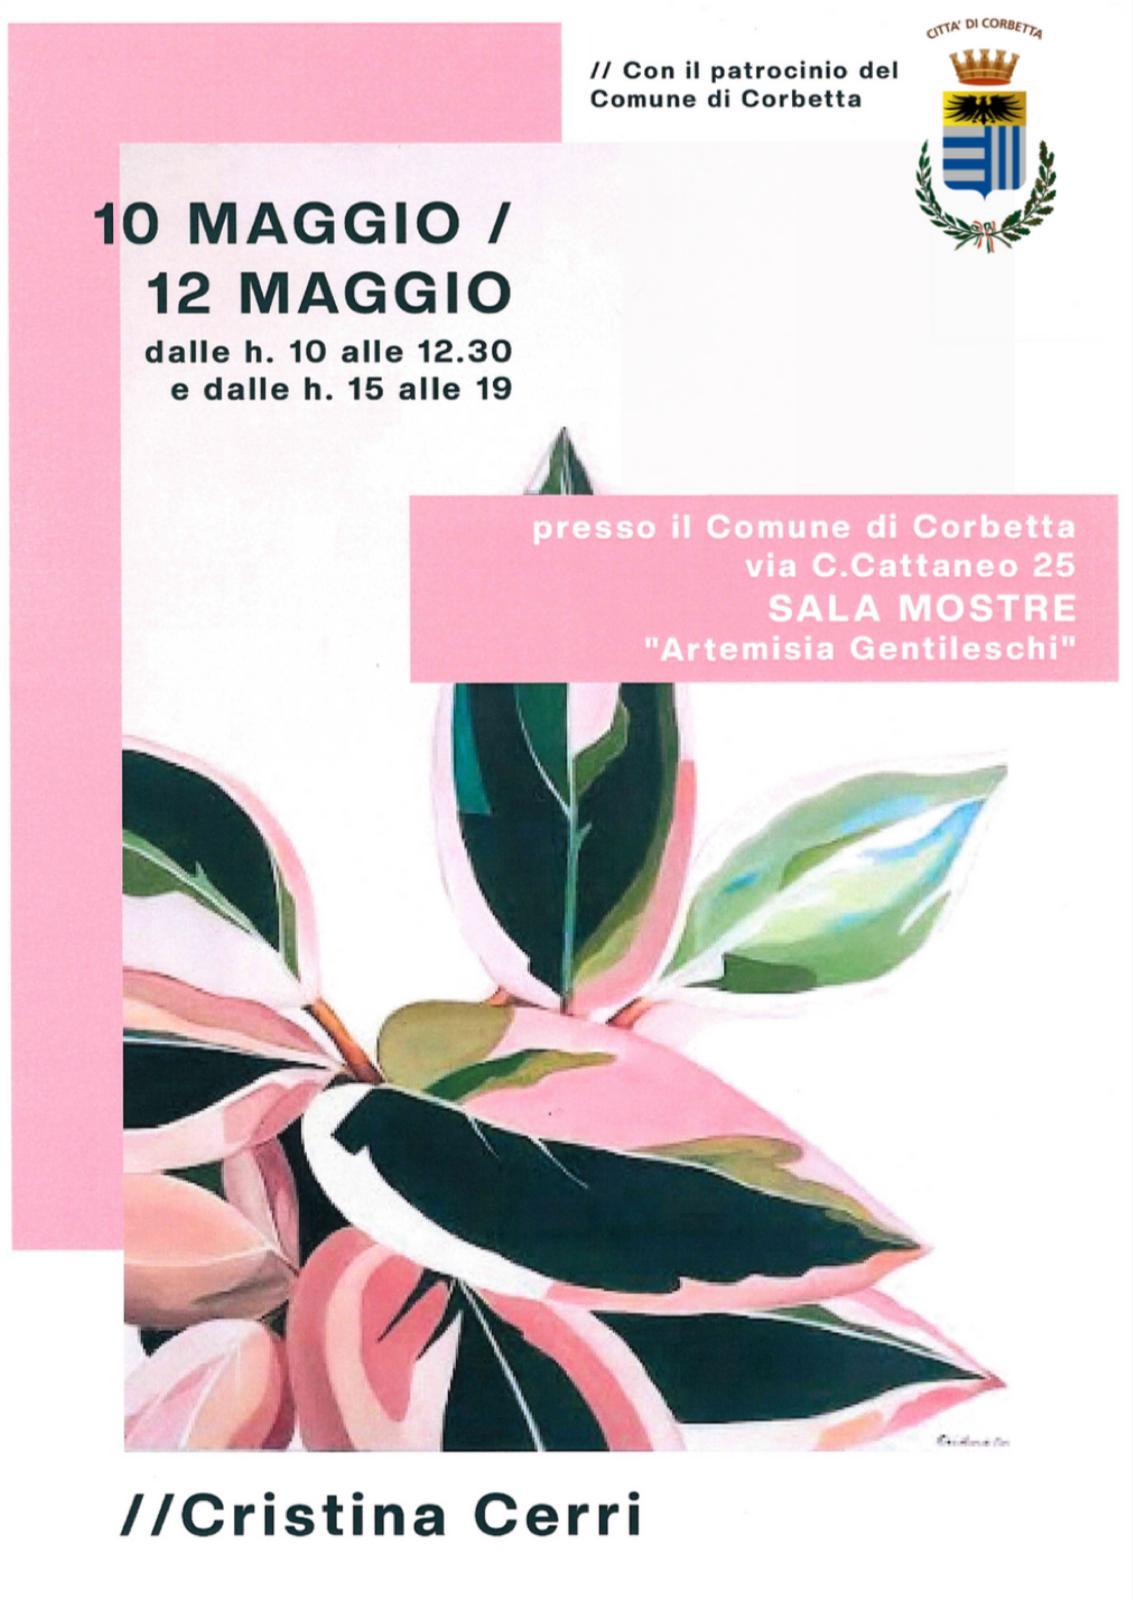 CITTA' DI CORBETTA
// Con il patrocinio del
Comune di Corbetta
10 MAGGIO /
12 MAGGIO
dalle h. 10 alle 12.30
e dalle h. 15 alle 19
presso il Comune di Corbetta
via C.Cattaneo 25
SALA MOSTRE
"Artemisia Gentileschi"
//Cristina Cerri